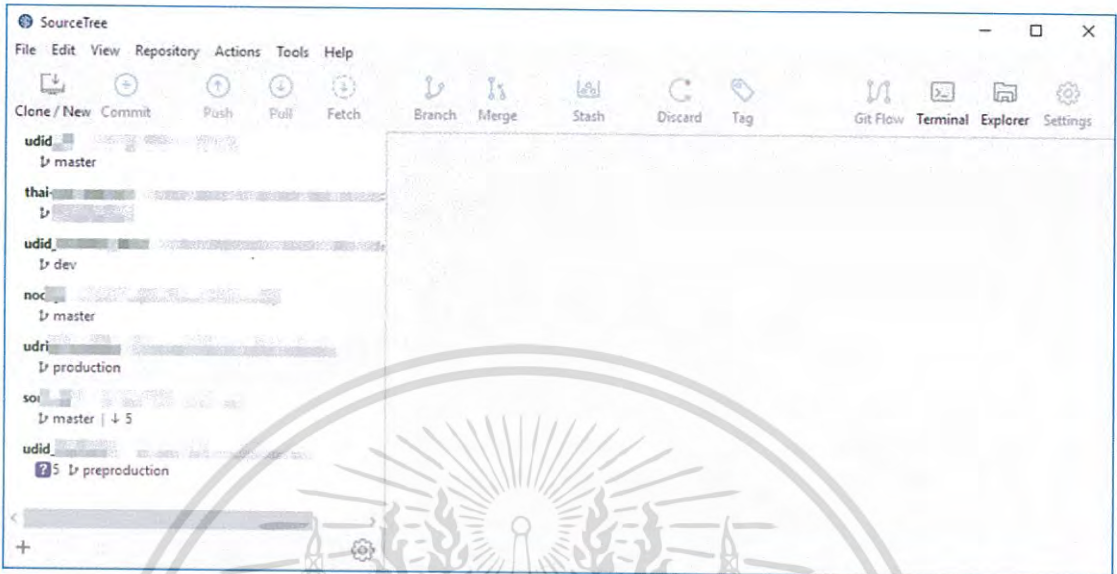 SourceTree
File Edit View Repository Actions Tools Help
Clone / New Commit Push Pull Fetch Branch Merge Stash Discard Tag Git Flow Terminal Explorer Settings
udid_
master
thai-
udid_
dev
noc
master
udri
production
master | ↓ 5
udid_
? 5 preproduction
+